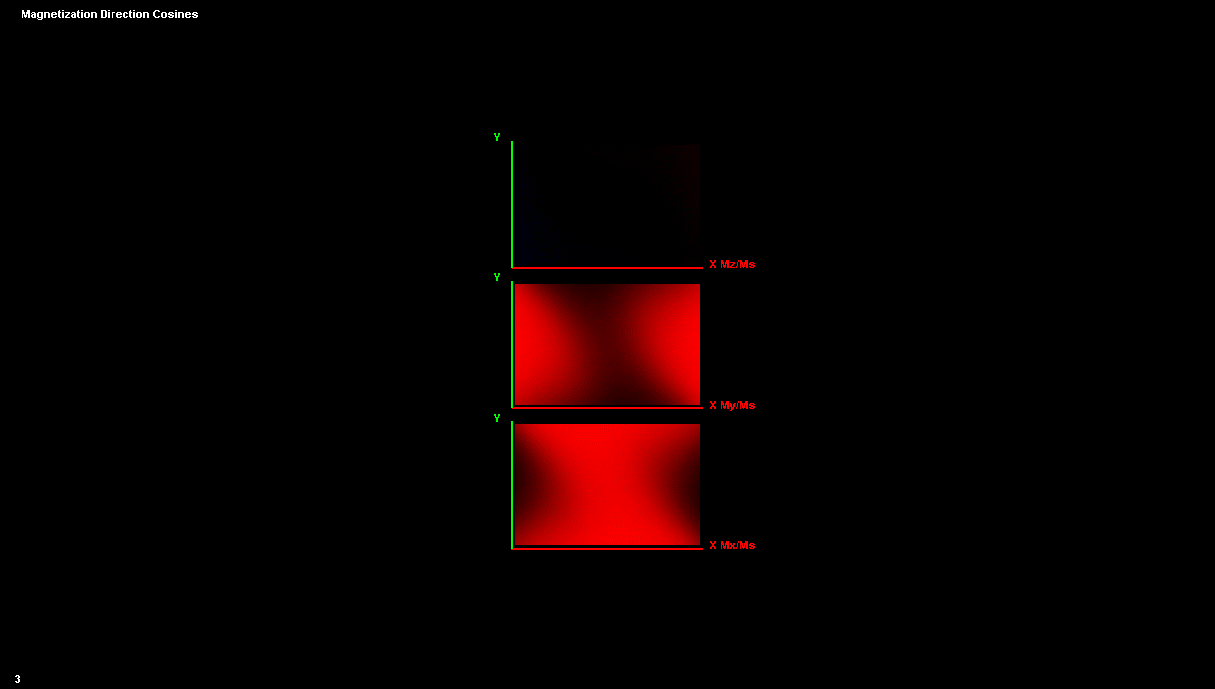 Magnetization Direction Cosines
Y
X Mz/Ms
Y
X My/Ms
Y
X Mx/Ms
3